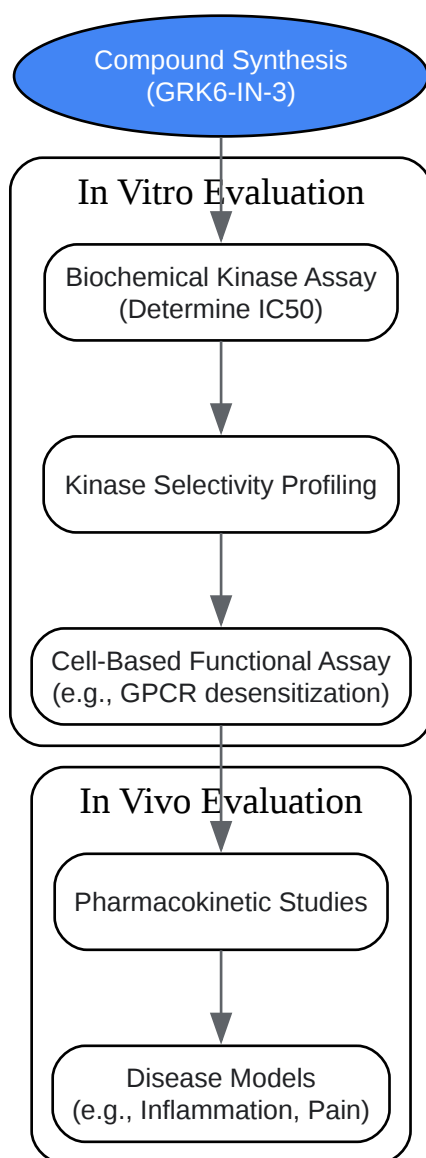 Compound Synthesis
(GRK6-IN-3)
In Vitro Evaluation
Biochemical Kinase Assay
(Determine IC50)
Kinase Selectivity Profiling
Cell-Based Functional Assay
(e.g., GPCR desensitization)
In Vivo Evaluation
Pharmacokinetic Studies
Disease Models
(e.g., Inflammation, Pain)